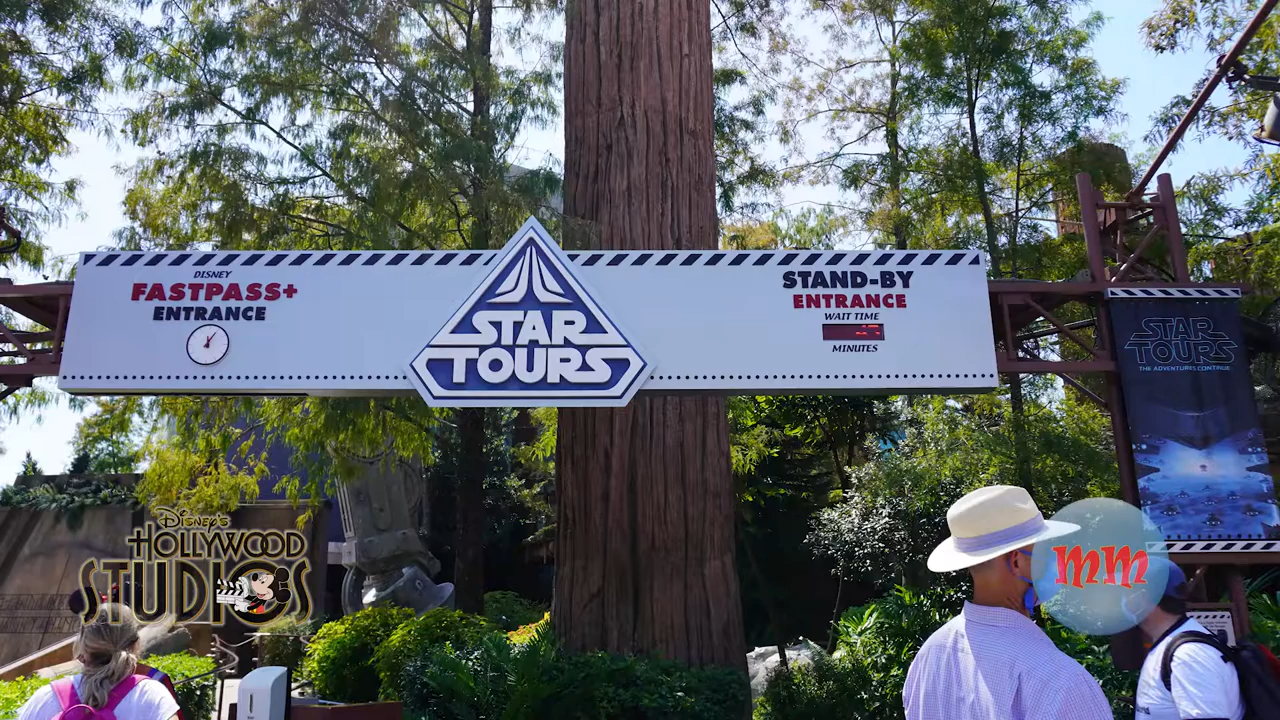 DISNEY
FASTPASS+
ENTRANCE
STAR
TOURS
STAND-BY
ENTRANCE
WAIT TIME
MINUTES
STAR
TOURS
THE ADVENTURES CONTINUE
Disney's
HOLLYWOOD
STUDIOS
mm